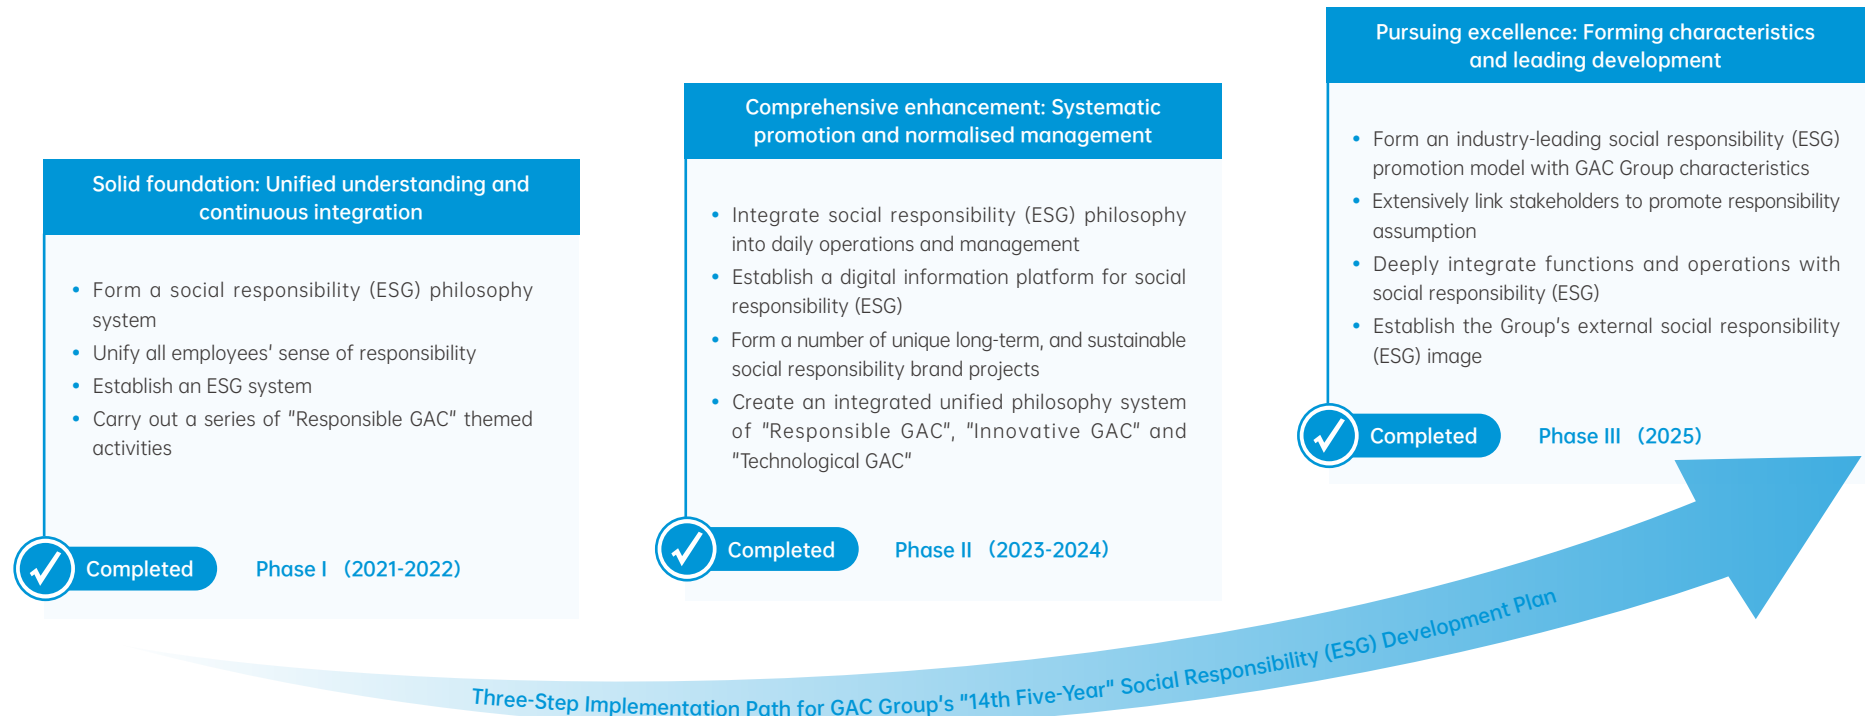 Solid foundation: Unified understanding and
continuous integration
• Form a social responsibility (ESG) philosophy
system
• Unify all employees' sense of responsibility
• Establish an ESG system
• Carry out a series of "Responsible GAC" themed
activities
Completed
Phase I （2021-2022）
Comprehensive enhancement: Systematic
promotion and normalised management
• Integrate social responsibility (ESG) philosophy
into daily operations and management
• Establish a digital information platform for social
responsibility (ESG)
• Form a number of unique long-term, and sustainable
social responsibility brand projects
• Create an integrated unified philosophy system
of "Responsible GAC", "Innovative GAC" and
"Technological GAC"
Completed
Phase II （2023-2024）
Pursuing excellence: Forming characteristics
and leading development
• Form an industry-leading social responsibility (ESG)
promotion model with GAC Group characteristics
• Extensively link stakeholders to promote responsibility
assumption
• Deeply integrate functions and operations with
social responsibility (ESG)
• Establish the Group's external social responsibility
(ESG) image
Completed
Phase III （2025）
Three-Step Implementation Path for GAC Group's "14th Five-Year" Social Responsibility (ESG) Development Plan